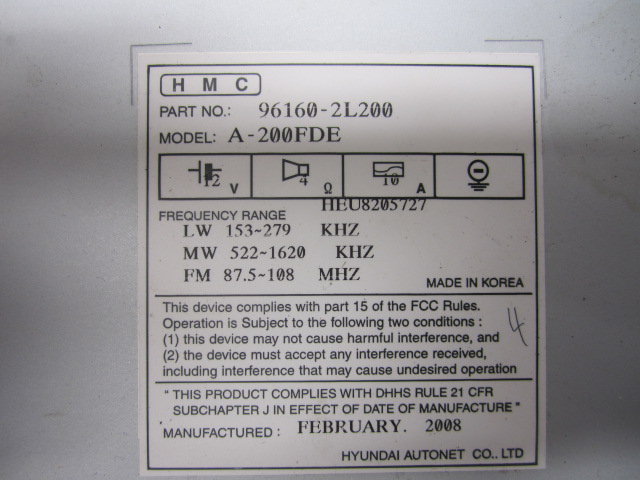 HMC
PART NO.: 96160-2L200
MODEL: A-200FDE
12 V 4 Ω 10 A
HEU8205727
FREQUENCY RANGE
LW 153~279 KHZ
MW 522~1620 KHZ
FM 87.5~108 MHZ
MADE IN KOREA
This device complies with part 15 of the FCC Rules.
Operation is Subject to the following two conditions :
(1) this device may not cause harmful interference, and
(2) the device must accept any interference received,
including interference that may cause undesired operation
4
" THIS PRODUCT COMPLIES WITH DHHS RULE 21 CFR
SUBCHAPTER J IN EFFECT OF DATE OF MANUFACTURE "
MANUFACTURED : FEBRUARY. 2008
HYUNDAI AUTONET CO., LTD